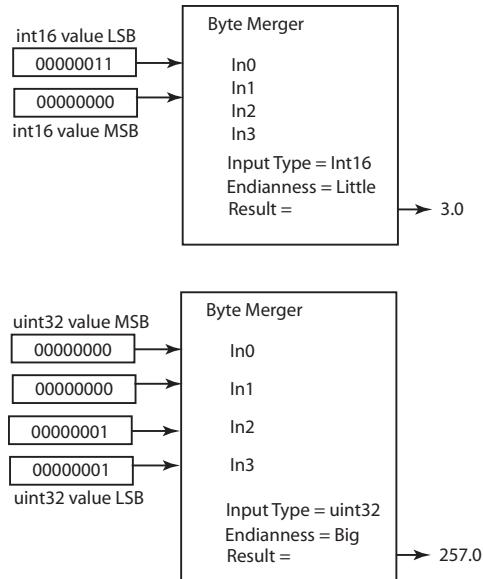 int16 value LSB
00000011
00000000
int16 value MSB
Byte Merger
In0
In1
In2
In3
Input Type = Int16
Endianness = Little
Result =
3.0
uint32 value MSB
00000000
00000000
00000001
00000001
uint32 value LSB
Byte Merger
In0
In1
In2
In3
Input Type = uint32
Endianness = Big
Result =
257.0